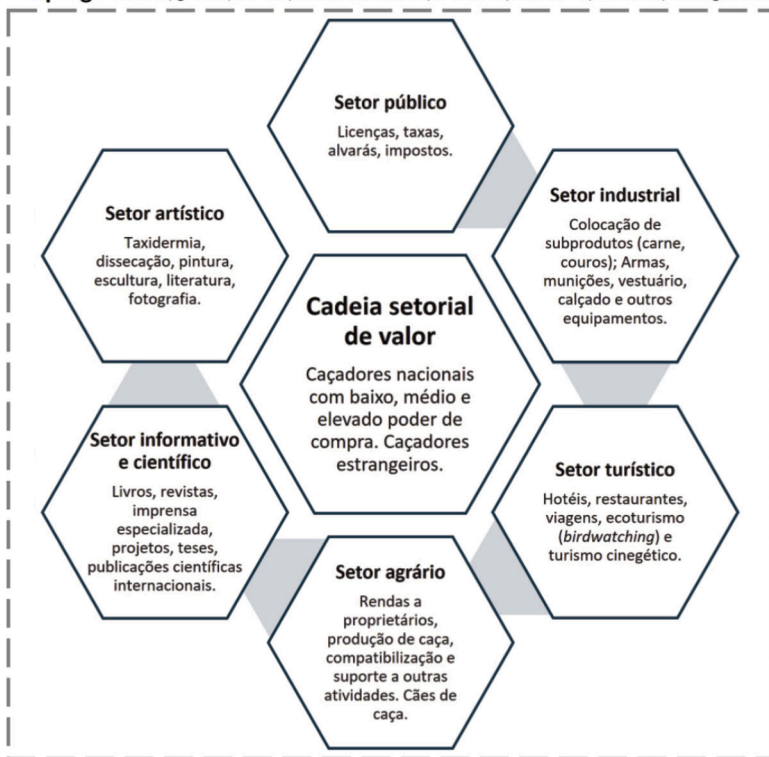 Setor público
Licenças, taxas,
alvarás, impostos.
Setor artístico
Taxidermia,
dissecação, pintura,
escultura, literatura,
fotografia.
Setor industrial
Colocação de
subprodutos (carne,
couros); Armas,
munições, vestuário,
calçado e outros
equipamentos.
Cadeia setorial
de valor
Caçadores nacionais
com baixo, médio e
elevado poder de
compra. Caçadores
estrangeiros.
Setor informativo
e científico
Livros, revistas,
imprensa
especializada,
projetos, teses,
publicações científicas
internacionais.
Setor turístico
Hotéis, restaurantes,
viagens, ecoturismo
(birdwatching) e
turismo cinegético.
Setor agrário
Rendas a
proprietários,
produção de caça,
compatibilização e
suporte a outras
atividades. Cães de
caça.